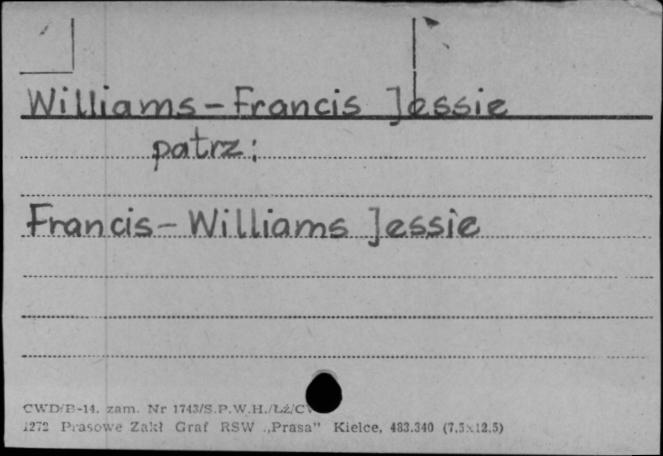 Williams-Francis Jessie
patrz:
Francis-Williams Jessie
CWD/B-14. zam. Nr 1743/S.P.W.H./Łż/CW
1272 Prasowe Zakł Graf RSW „Prasa" Kielce, 483.340 (7,5x12,5)